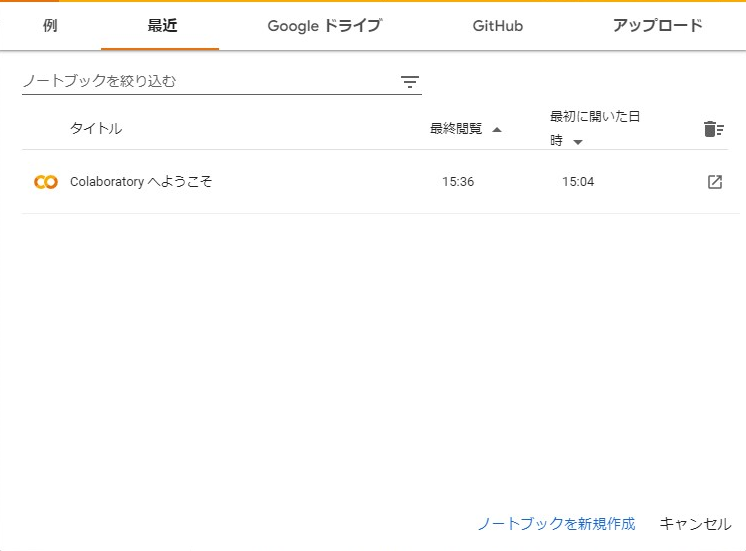 例 最近 Google ドライブ GitHub アップロード
ノートブックを絞り込む
タイトル 最終閲覧 最初に開いた日
時
Colaboratory へようこそ 15:36 15:04
ノートブックを新規作成 キャンセル